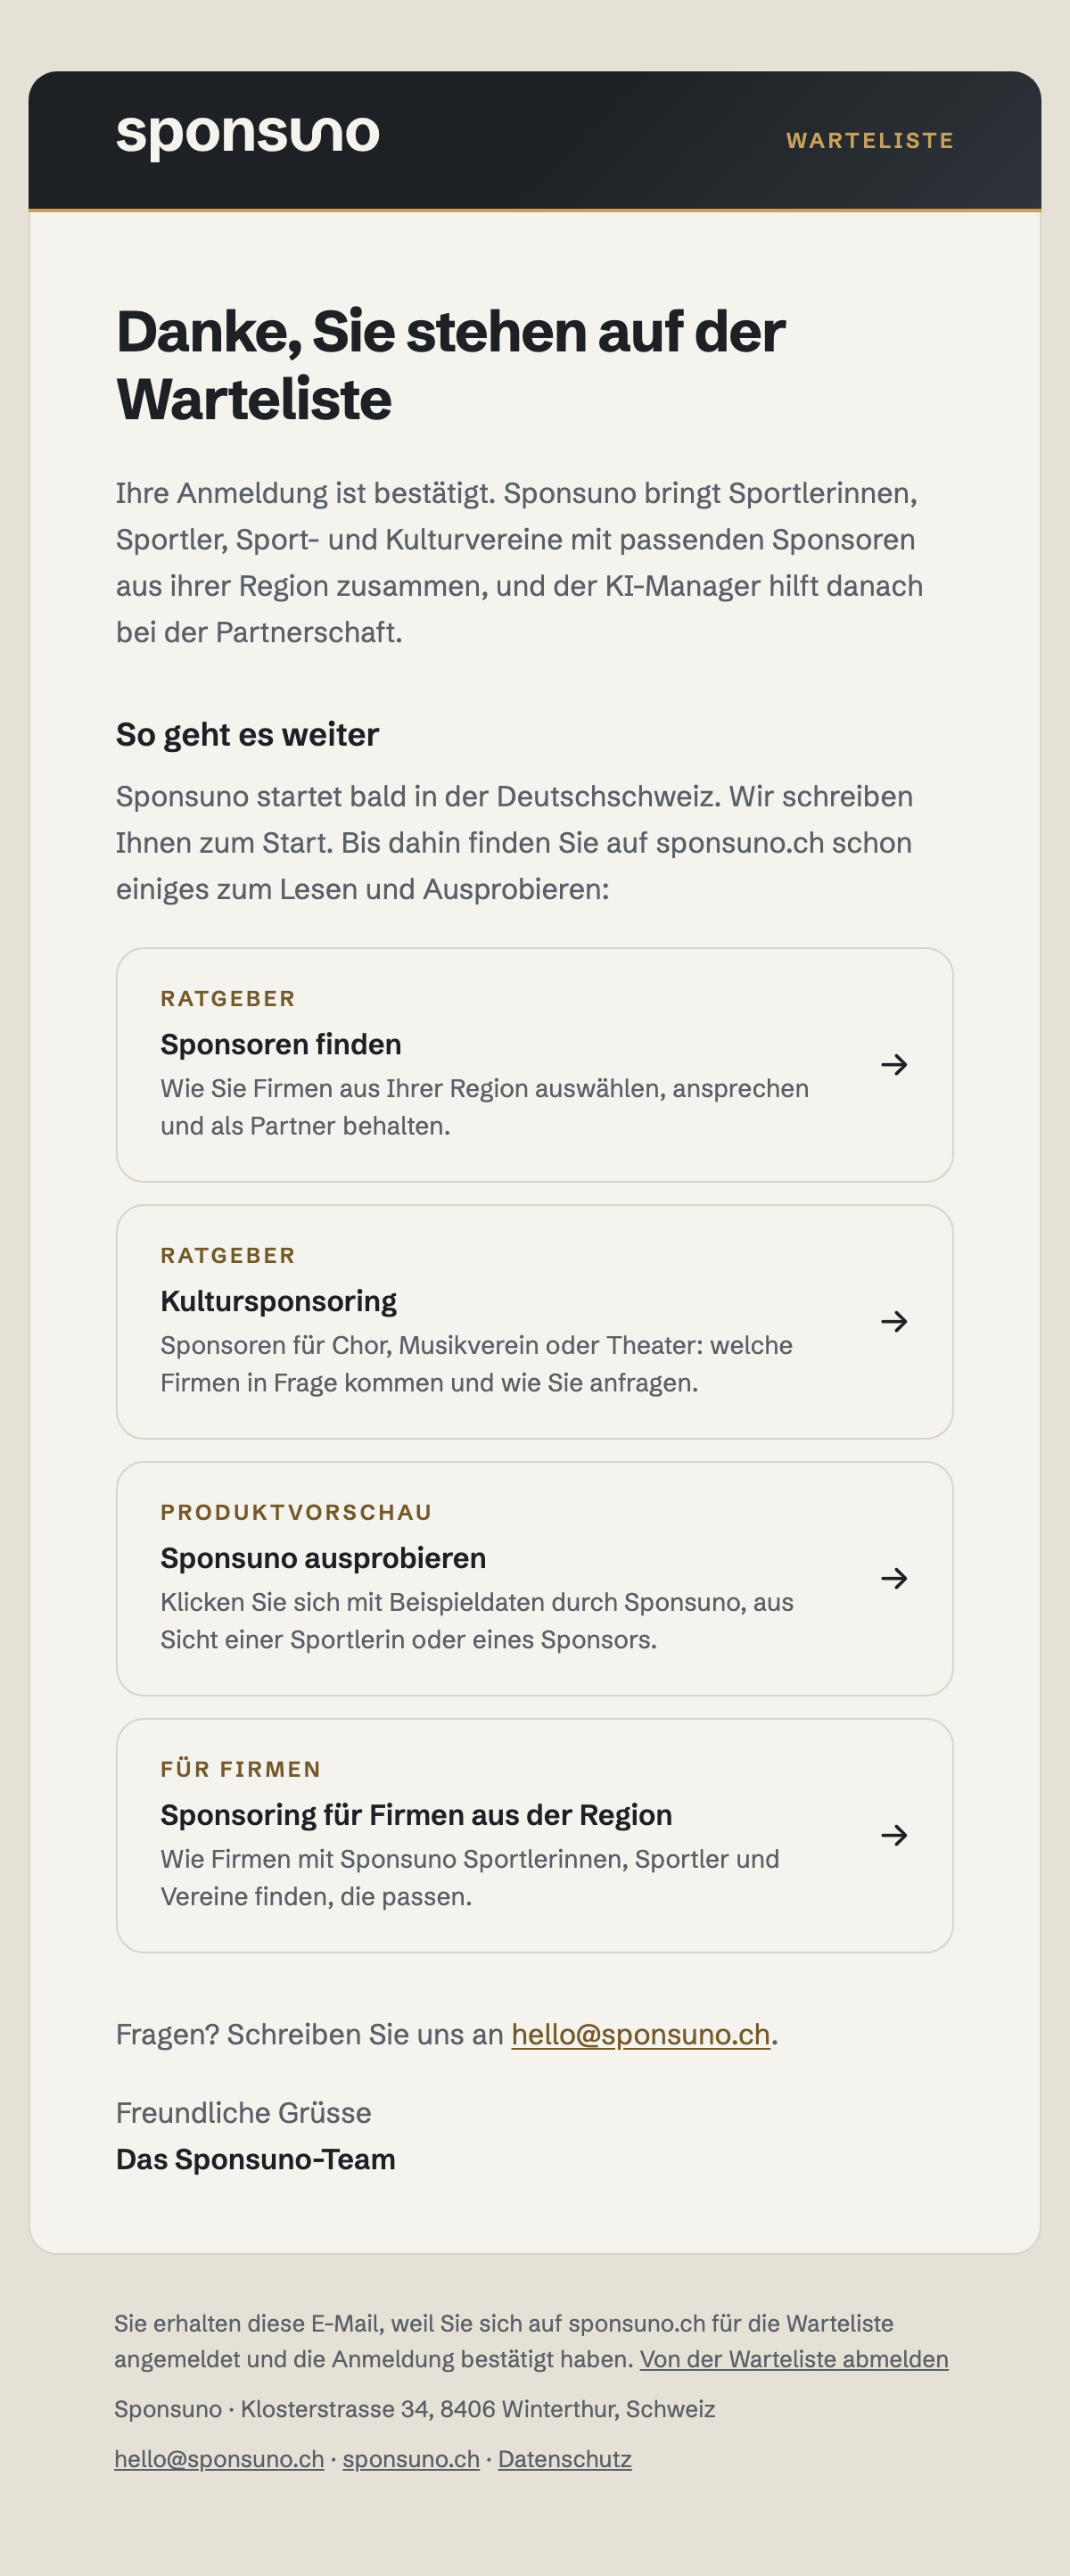 sponsuno
WARTELISTE
Danke, Sie stehen auf der
Warteliste
Ihre Anmeldung ist bestätigt. Sponsuno bringt Sportlerinnen,
Sportler, Sport- und Kulturvereine mit passenden Sponsoren
aus ihrer Region zusammen, und der KI-Manager hilft danach
bei der Partnerschaft.
So geht es weiter
Sponsuno startet bald in der Deutschschweiz. Wir schreiben
Ihnen zum Start. Bis dahin finden Sie auf sponsuno.ch schon
einiges zum Lesen und Ausprobieren:
RATGEBER
Sponsoren finden
Wie Sie Firmen aus Ihrer Region auswählen, ansprechen
und als Partner behalten.
→
RATGEBER
Kultursponsoring
Sponsoren für Chor, Musikverein oder Theater: welche
Firmen in Frage kommen und wie Sie anfragen.
→
PRODUKTVORSCHAU
Sponsuno ausprobieren
Klicken Sie sich mit Beispieldaten durch Sponsuno, aus
Sicht einer Sportlerin oder eines Sponsors.
→
FÜR FIRMEN
Sponsoring für Firmen aus der Region
Wie Firmen mit Sponsuno Sportlerinnen, Sportler und
Vereine finden, die passen.
→
Fragen? Schreiben Sie uns an hello@sponsuno.ch.
Freundliche Grüsse
Das Sponsuno-Team
Sie erhalten diese E-Mail, weil Sie sich auf sponsuno.ch für die Warteliste
angemeldet und die Anmeldung bestätigt haben. Von der Warteliste abmelden
Sponsuno · Klosterstrasse 34, 8406 Winterthur, Schweiz
hello@sponsuno.ch · sponsuno.ch · Datenschutz